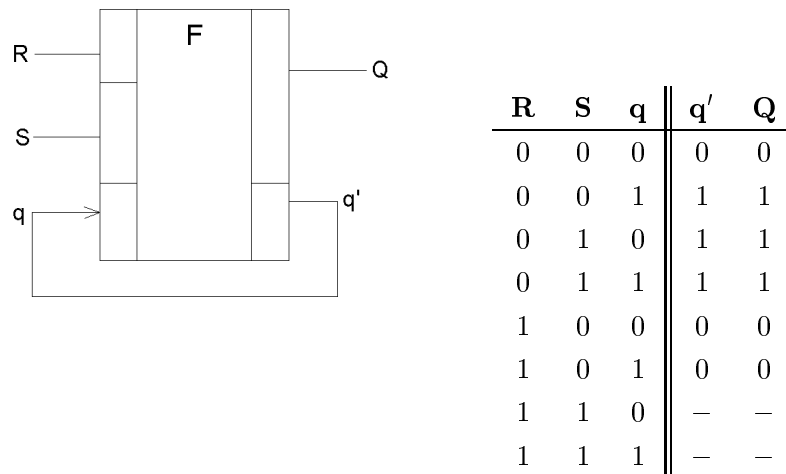 F
R
Q
S
q
q'
R S q q′ Q
0 0 0 0 0
0 0 1 1 1
0 1 0 1 1
0 1 1 1 1
1 0 0 0 0
1 0 1 0 0
1 1 0 – –
1 1 1 – –